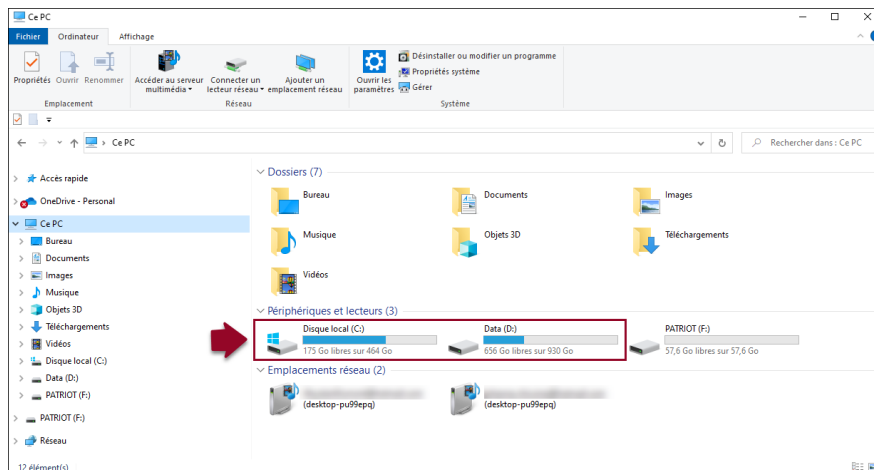 Ce PC
Fichier Ordinateur Affichage
Propriétés Ouvrir Renommer
Emplacement
Accéder au serveur multimédia
Connecter un lecteur réseau
Ajouter un emplacement réseau
Réseau
Ouvrir les paramètres
Désinstaller ou modifier un programme
Propriétés système
Gérer
Système
Ce PC
Rechercher dans : Ce PC
Accès rapide
OneDrive - Personal
Ce PC
Bureau
Documents
Images
Musique
Objets 3D
Téléchargements
Vidéos
Disque local (C:)
Data (D:)
PATRIOT (F:)
PATRIOT (F:)
Réseau
Dossiers (7)
Bureau
Documents
Images
Musique
Objets 3D
Téléchargements
Vidéos
Périphériques et lecteurs (3)
Disque local (C:)
175 Go libres sur 464 Go
Data (D:)
656 Go libres sur 930 Go
PATRIOT (F:)
57,6 Go libres sur 57,6 Go
Emplacements réseau (2)
(desktop-pu99epq)
(desktop-pu99epq)
12 élément(s)